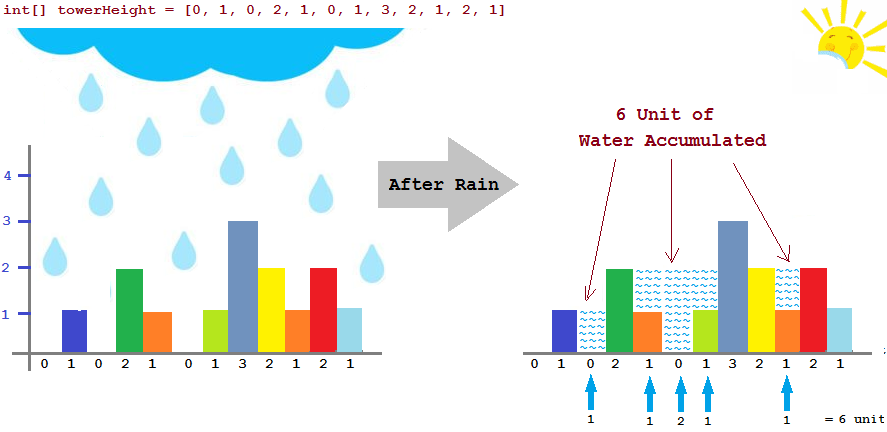 int[] towerHeight = [0, 1, 0, 2, 1, 0, 1, 3, 2, 1, 2, 1]
6 Unit of
Water Accumulated
After Rain
4
3
2
1
0 1 0 2 1 0 1 3 2 1 2 1
0 1 0 2 1 0 1 3 2 1 2 1
1 1 2 1 1 = 6 unit